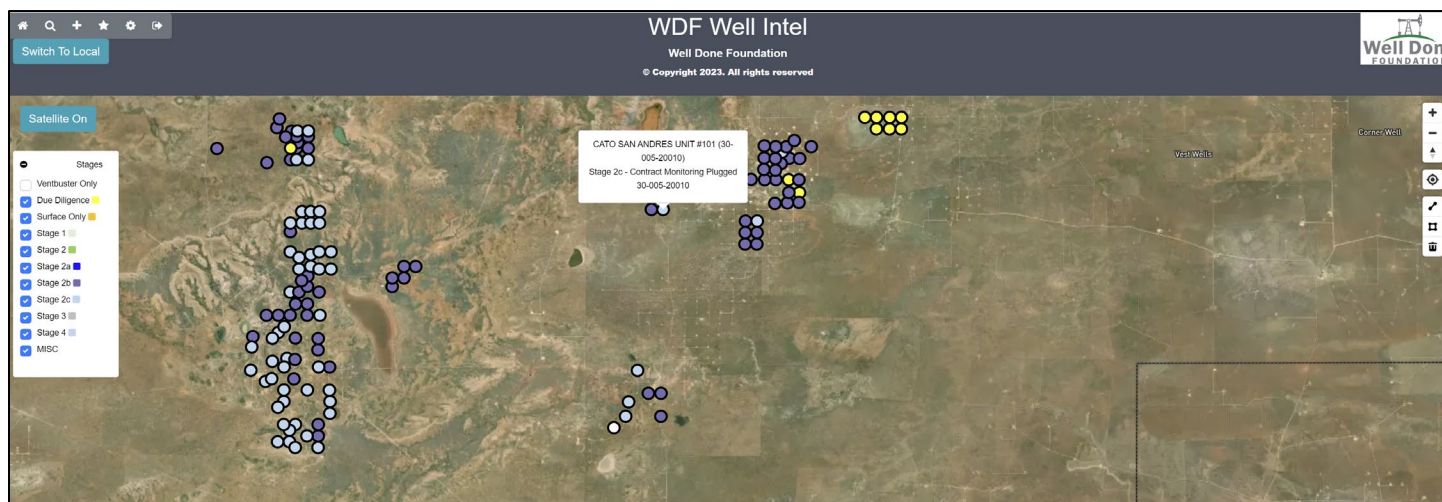 WDF Well Intel
Switch To Local
Well Done Foundation
© Copyright 2023. All rights reserved
Well Don
FOUNDATION
Satellite On
Stages
Ventbuster Only
Due Diligence
Surface Only
Stage 1
Stage 2
Stage 2a
Stage 2b
Stage 2c
Stage 3
Stage 4
MISC
CATO SAN ANDRES UNIT #101 (30-
005-20010)
Stage 2c - Contract Monitoring Plugged
30-005-20010
Vest Wells
Corner Well